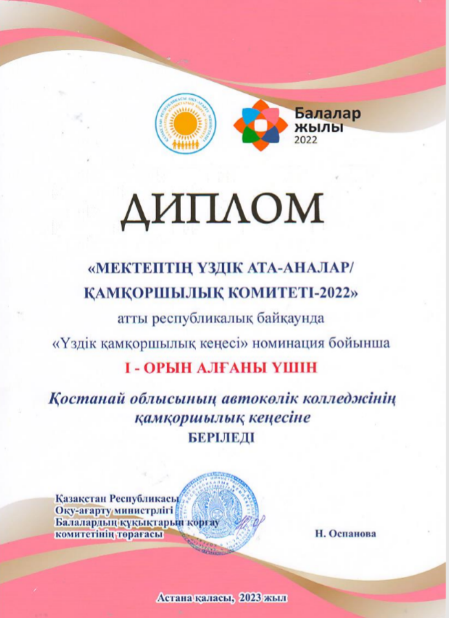 Балалар
жылы
2022
ДИПЛОМ
«МЕКТЕПТІҢ ҮЗДІК АТА-АНАЛАР/
ҚАМҚОРШЫЛЫҚ КОМИТЕТІ-2022»
атты республикалық байқауында
«Үздік қамқоршылық кеңесі» номинация бойынша
I - ОРЫН АЛҒАНЫ ҮШІН
Қостанай облысының автокөлік колледжінің
қамқоршылық кеңесіне
БЕРІЛЕДІ
Қазақстан Республикасы
Оқу-ағарту министрлігі
Балалардың құқықтарын қорғау
комитетінің төрағасы
Н. Оспанова
Астана қаласы, 2023 жыл